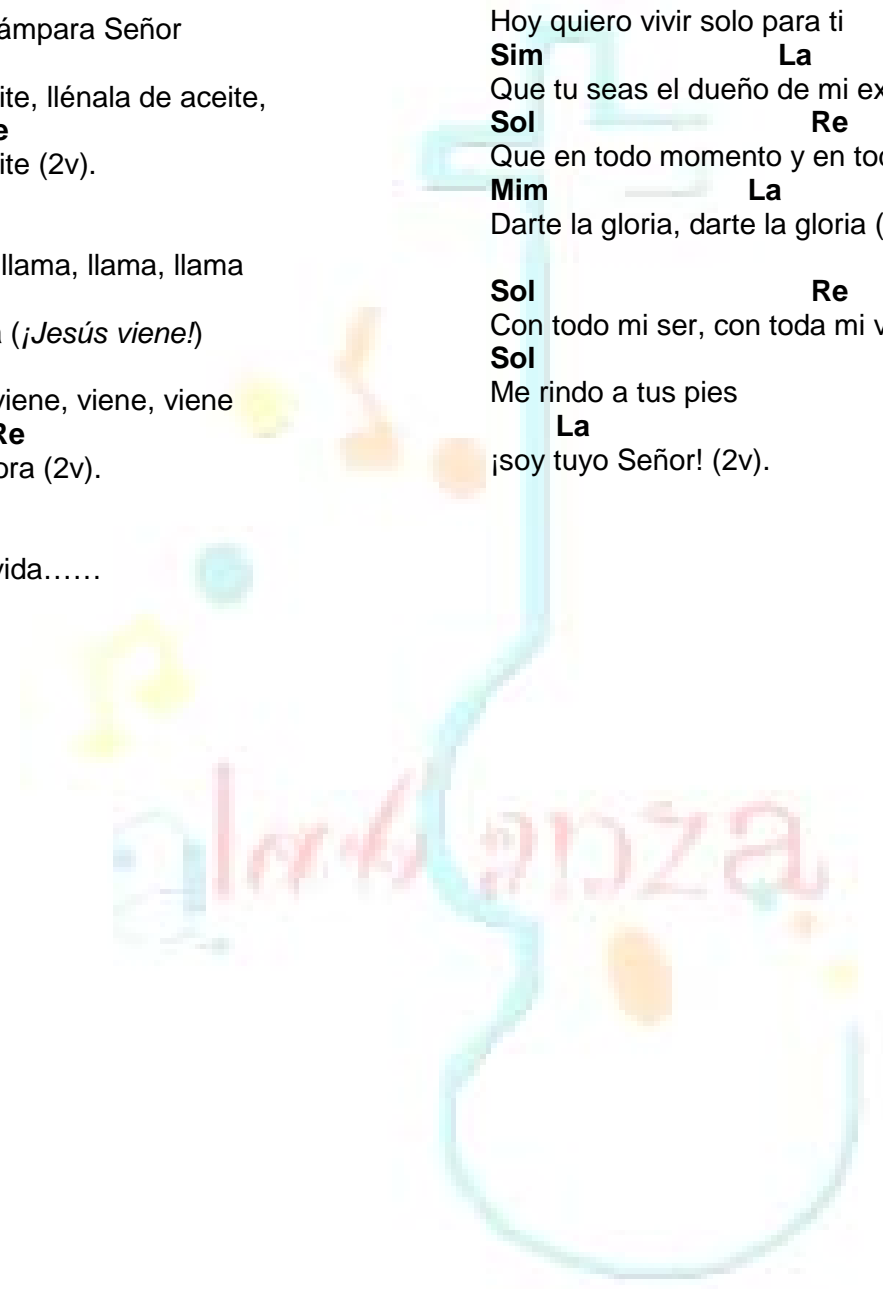 ámpara Señor
ite, llénala de aceite,
e
ite (2v).
llama, llama, llama
a (¡Jesús viene!)
viene, viene, viene
Re
ora (2v).
vida……
Hoy quiero vivir solo para ti
Sim La
Que tu seas el dueño de mi ex
Sol Re
Que en todo momento y en tod
Mim La
Darte la gloria, darte la gloria (
Sol Re
Con todo mi ser, con toda mi v
Sol
Me rindo a tus pies
La
¡soy tuyo Señor! (2v).
alabanza